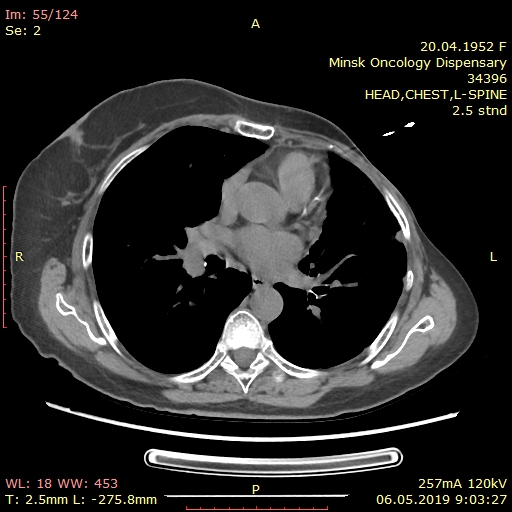 Im: 55/124
Se: 2
A
20.04.1952 F
Minsk Oncology Dispensary
34396
HEAD,CHEST,L-SPINE
2.5 stnd
R
L
WL: 18 WW: 453
T: 2.5mm L: -275.8mm
P
257mA 120kV
06.05.2019 9:03:27